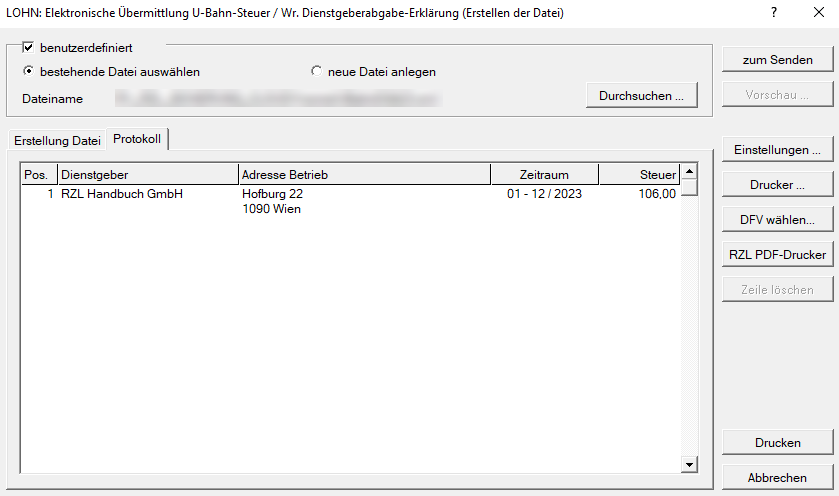 LOHN: Elektronische Übermittlung U-Bahn-Steuer / Wr. Dienstgeberabgabe-Erklärung (Erstellen der Datei) ?
benutzerdefiniert
bestehende Datei auswählen neue Datei anlegen
Dateiname Durchsuchen ...
zum Senden
Vorschau ...
Erstellung Datei Protokoll
Pos. Dienstgeber Adresse Betrieb Zeitraum Steuer
1 RZL Handbuch GmbH Hofburg 22 01 - 12 / 2023 106,00
1090 Wien
Einstellungen ...
Drucker ...
DFV wählen...
RZL PDF-Drucker
Zeile löschen
Drucken
Abbrechen